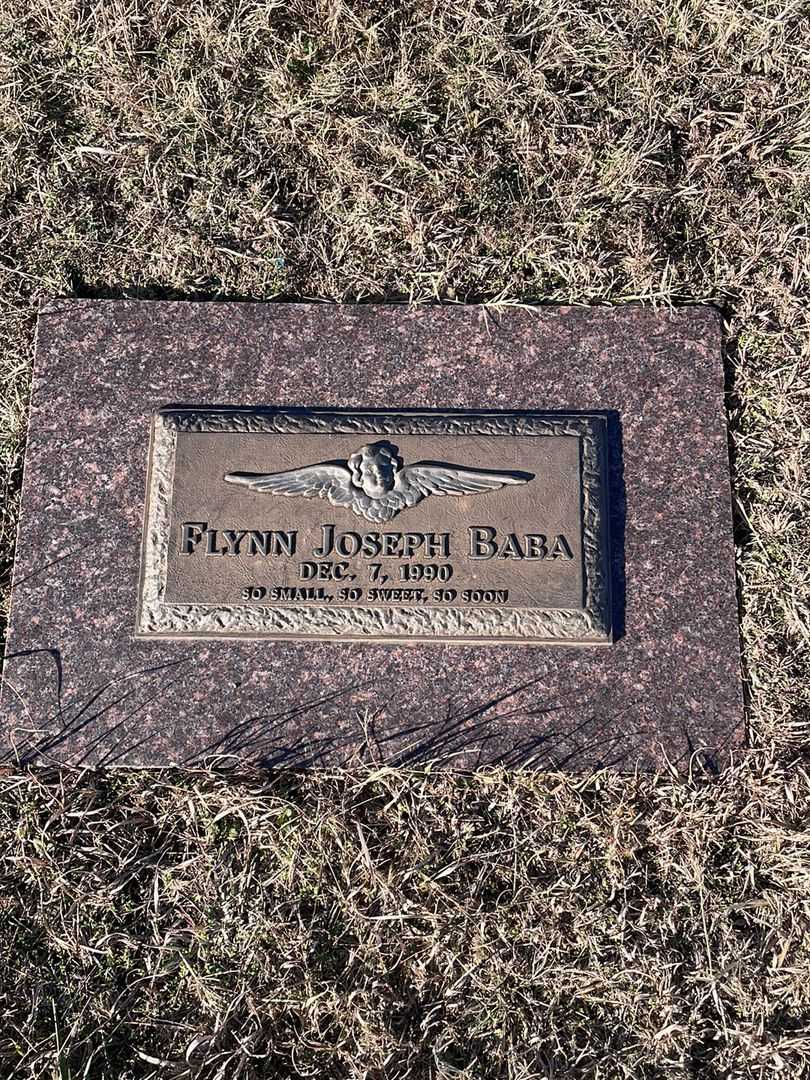 FLYNN JOSEPH BABA
DEC. 7, 1990
SO SMALL, SO SWEET, SO SOON